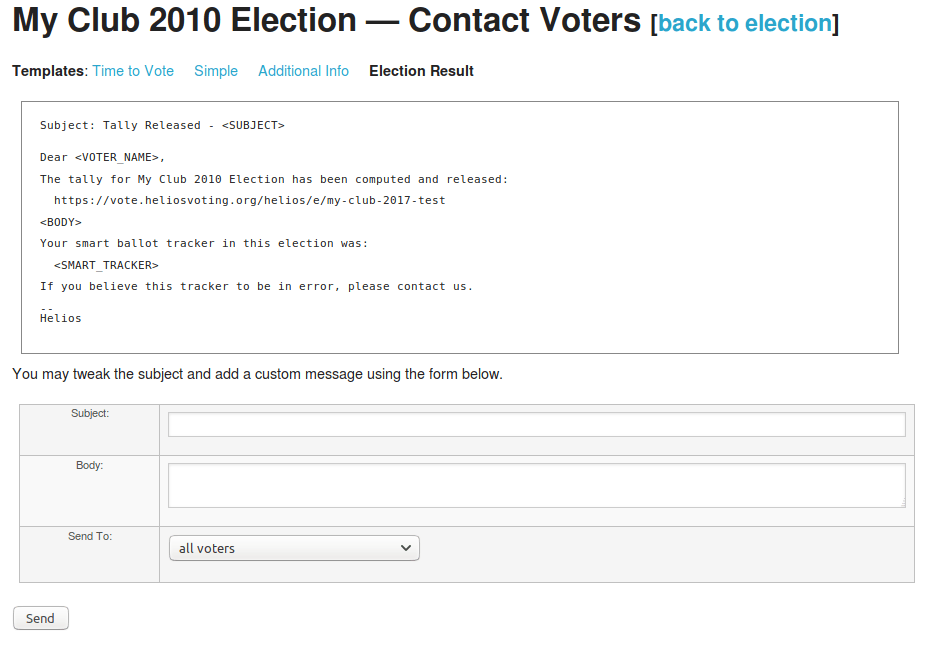 My Club 2010 Election — Contact Voters [back to election]
Templates: Time to Vote Simple Additional Info Election Result
Subject: Tally Released - <SUBJECT>
Dear <VOTER_NAME>,
The tally for My Club 2010 Election has been computed and released:
https://vote.heliosvoting.org/helios/e/my-club-2017-test
<BODY>
Your smart ballot tracker in this election was:
<SMART_TRACKER>
If you believe this tracker to be in error, please contact us.
--
Helios
You may tweak the subject and add a custom message using the form below.
Subject:
Body:
Send To:
all voters
Send